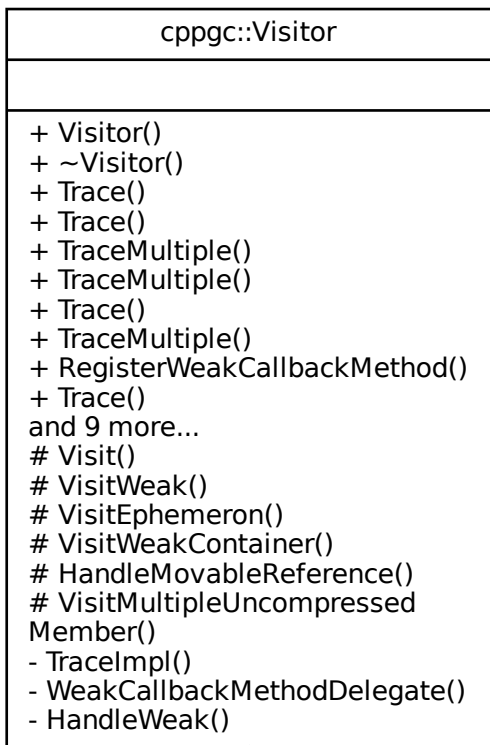 cppgc::Visitor
+ Visitor()
+ ~Visitor()
+ Trace()
+ Trace()
+ TraceMultiple()
+ TraceMultiple()
+ Trace()
+ TraceMultiple()
+ RegisterWeakCallbackMethod()
+ Trace()
and 9 more...
# Visit()
# VisitWeak()
# VisitEphemeron()
# VisitWeakContainer()
# HandleMovableReference()
# VisitMultipleUncompressed
Member()
- TraceImpl()
- WeakCallbackMethodDelegate()
- HandleWeak()